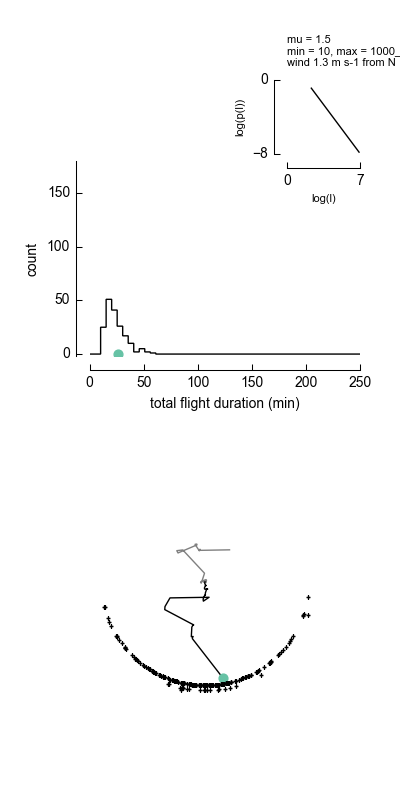 mu = 1.5
min = 10, max = 1000_
wind 1.3 m s-1 from N
0
log(p(l))
−8
0
7
log(l)
150
100
count
50
0
0
50
100
150
200
250
total flight duration (min)